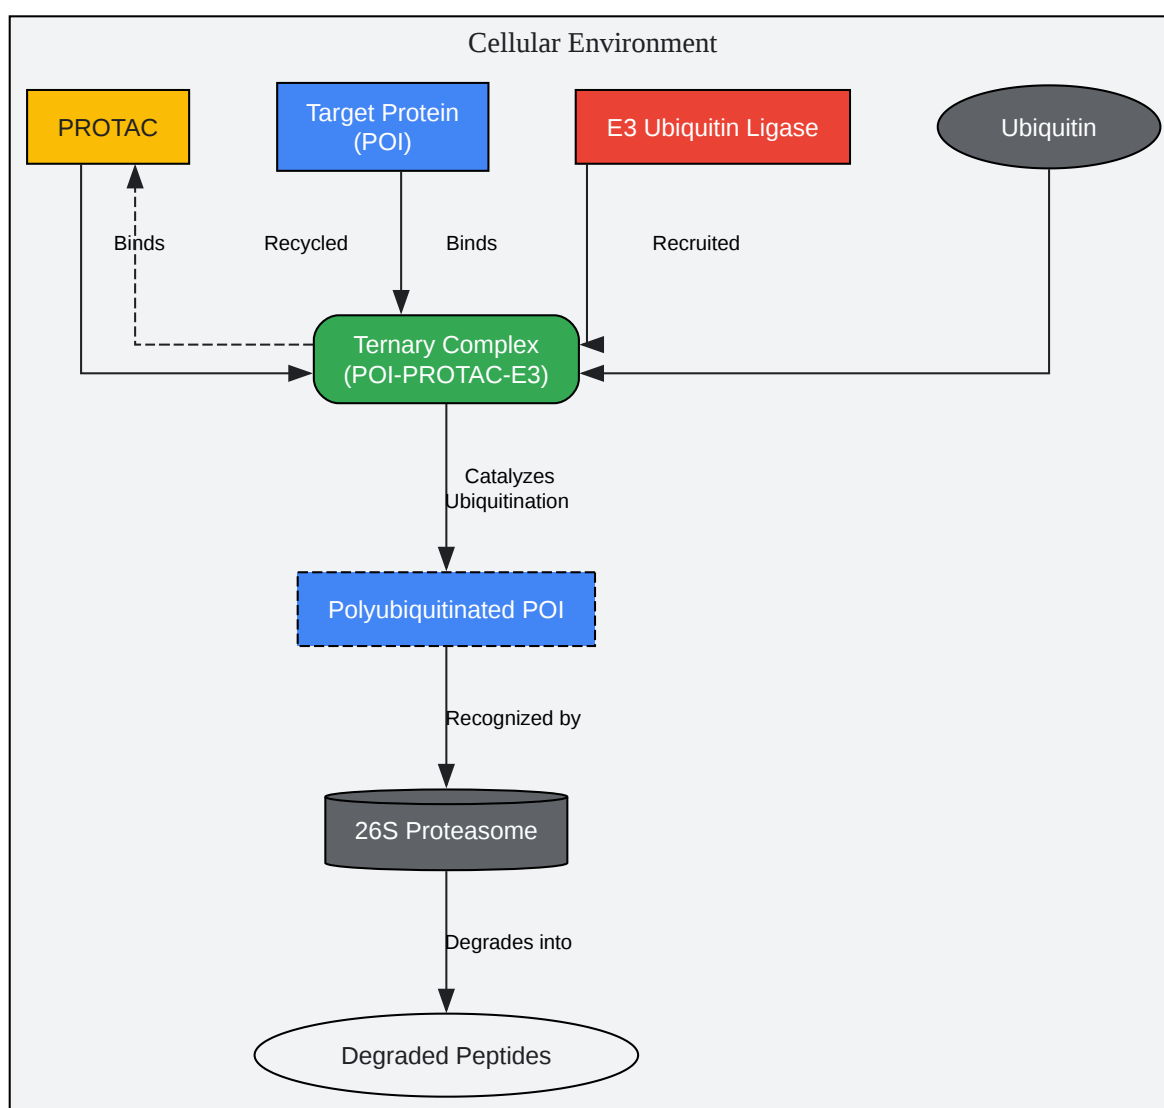 Cellular Environment
PROTAC
Target Protein
(POI)
E3 Ubiquitin Ligase
Ubiquitin
Binds
Recycled
Binds
Recruited
Ternary Complex
(POI-PROTAC-E3)
Catalyzes
Ubiquitination
Polyubiquitinated POI
Recognized by
26S Proteasome
Degrades into
Degraded Peptides